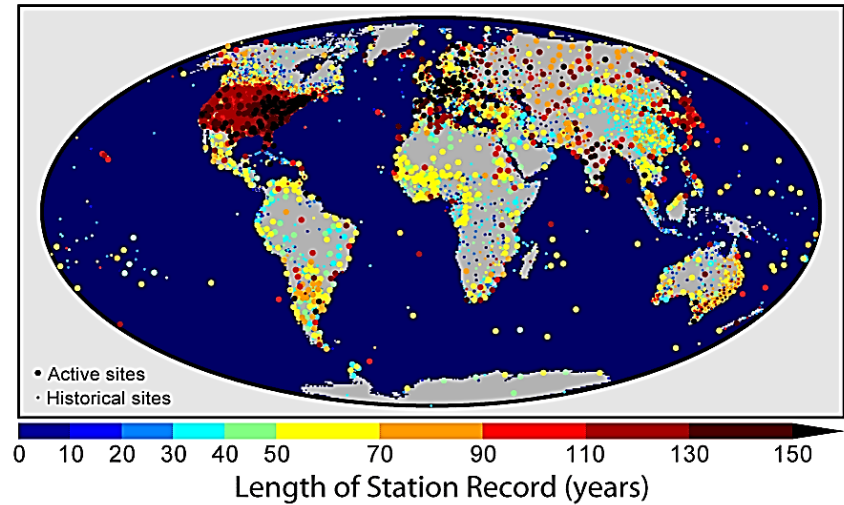 Active sites
Historical sites
0 10 20 30 40 50 70 90 110 130 150
Length of Station Record (years)